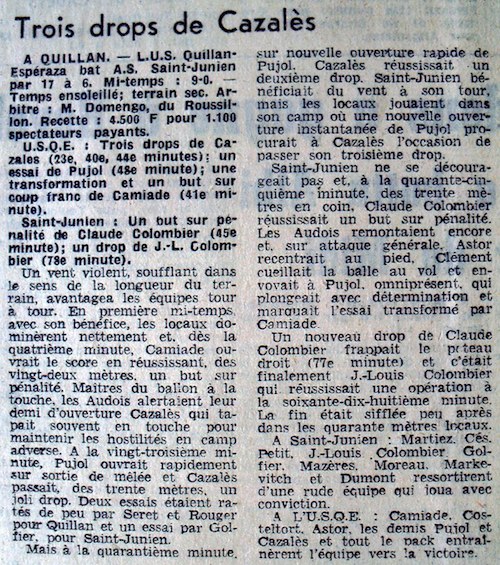 Trois drops de Cazalès
A QUILLAN. — L.U.S. Quillan-
Espéraza bat A.S. Saint-Junien
par 17 à 6. Mi-temps : 9-0. —
Temps ensoleillé; terrain sec. Ar-
bitre : M. Domengo, du Roussil-
lon. Recette : 4.500 F pour 1.100
spectateurs payants.
U.S.Q.E. : Trois drops de Ca-
zales (23e, 40e, 44e minutes); un
essai de Pujol (48e minute); une
transformation et un but sur
coup franc de Camiade (41e mi-
nute).
Saint-Junien : Un but sur pé-
nalité de Claude Colombier (45e
minute); un drop de J.-L. Colom-
bier (78e minute).
Un vent violent, soufflant dans
le sens de la longueur du ter-
rain, avantagea les équipes tour
à tour. En première mi-temps,
avec son bénéfice, les locaux do-
minèrent nettement et, dès la
quatrième minute, Camiade ou-
vrait le score en réussissant, des
vingt-deux mètres, un but sur
pénalité. Maîtres du ballon à la
touche, les Audois alertaient leur
demi d'ouverture Cazalès qui ta-
pait souvent en touche pour
maintenir les hostilités en camp
adverse. A la vingt-troisième mi-
nute, Pujol ouvrait rapidement
sur sortie de mêlée et Cazalès
passait, des trente mètres, un
joli drop. Deux essais étaient ra-
tés de peu par Seret et Rouger
pour Quillan et un essai par Gol-
fier, pour Saint-Junien.
Mais à la quarantième minute,
sur nouvelle ouverture rapide de
Pujol, Cazalès réussissait un
deuxième drop. Saint-Junien bé-
néficiait du vent à son tour,
mais les locaux jouaient dans
son camp où une nouvelle ouver-
ture instantanée de Pujol pro-
curait à Cazalès l'occasion de
passer son troisième drop.
Saint-Junien ne se découra-
geait pas et, à la quarante-cin-
quième minute, des trente mè-
tres en coin, Claude Colombier
réussissait un but sur pénalité.
Les Audois remontaient encore
et, sur attaque générale, Astor
recentrait au pied, Clément
cueillait la balle au vol et en-
voyait à Pujol, omniprésent, qui
plongeait avec détermination et
marquait l'essai transformé par
Camiade.
Un nouveau drop de Claude
Colombier frappait le poteau
droit (77e minute) et c'était
finalement J.-Louis Colombier
qui réussissait une opération à
la soixante-dix-huitième minute.
La fin était sifflée peu après
dans les quarante mètres locaux.
A Saint-Junien : Martiez, Cés,
Petit, J.-Louis Colombier, Gol-
fier, Mazères, Moreau, Marke-
vitch et Dumont ressortirent
d'une rude équipe qui joua avec
conviction.
A L'U.S.Q.E. : Camiade, Cos-
teltort, Astor, les demis Pujol et
Cazalès et tout le pack entraî-
nèrent l'équipe vers la victoire.